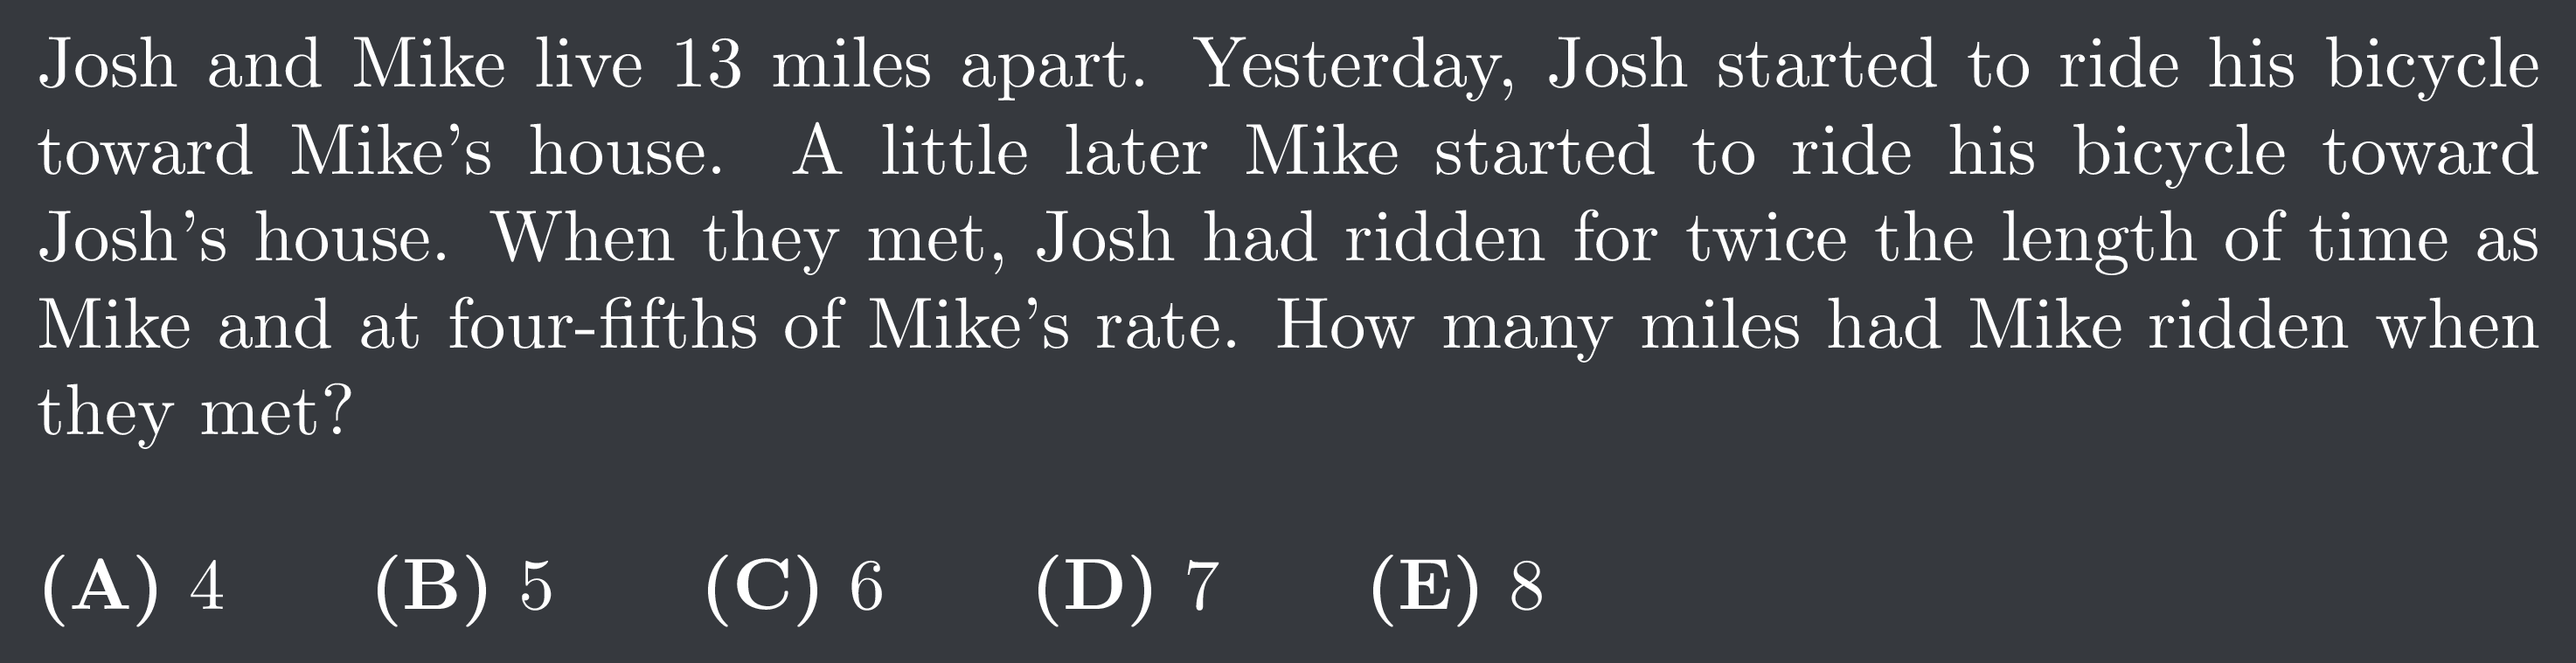 Josh and Mike live 13 miles apart. Yesterday, Josh started to ride his bicycle
toward Mike's house. A little later Mike started to ride his bicycle toward
Josh's house. When they met, Josh had ridden for twice the length of time as
Mike and at four-fifths of Mike's rate. How many miles had Mike ridden when
they met?
(A) 4 (B) 5 (C) 6 (D) 7 (E) 8